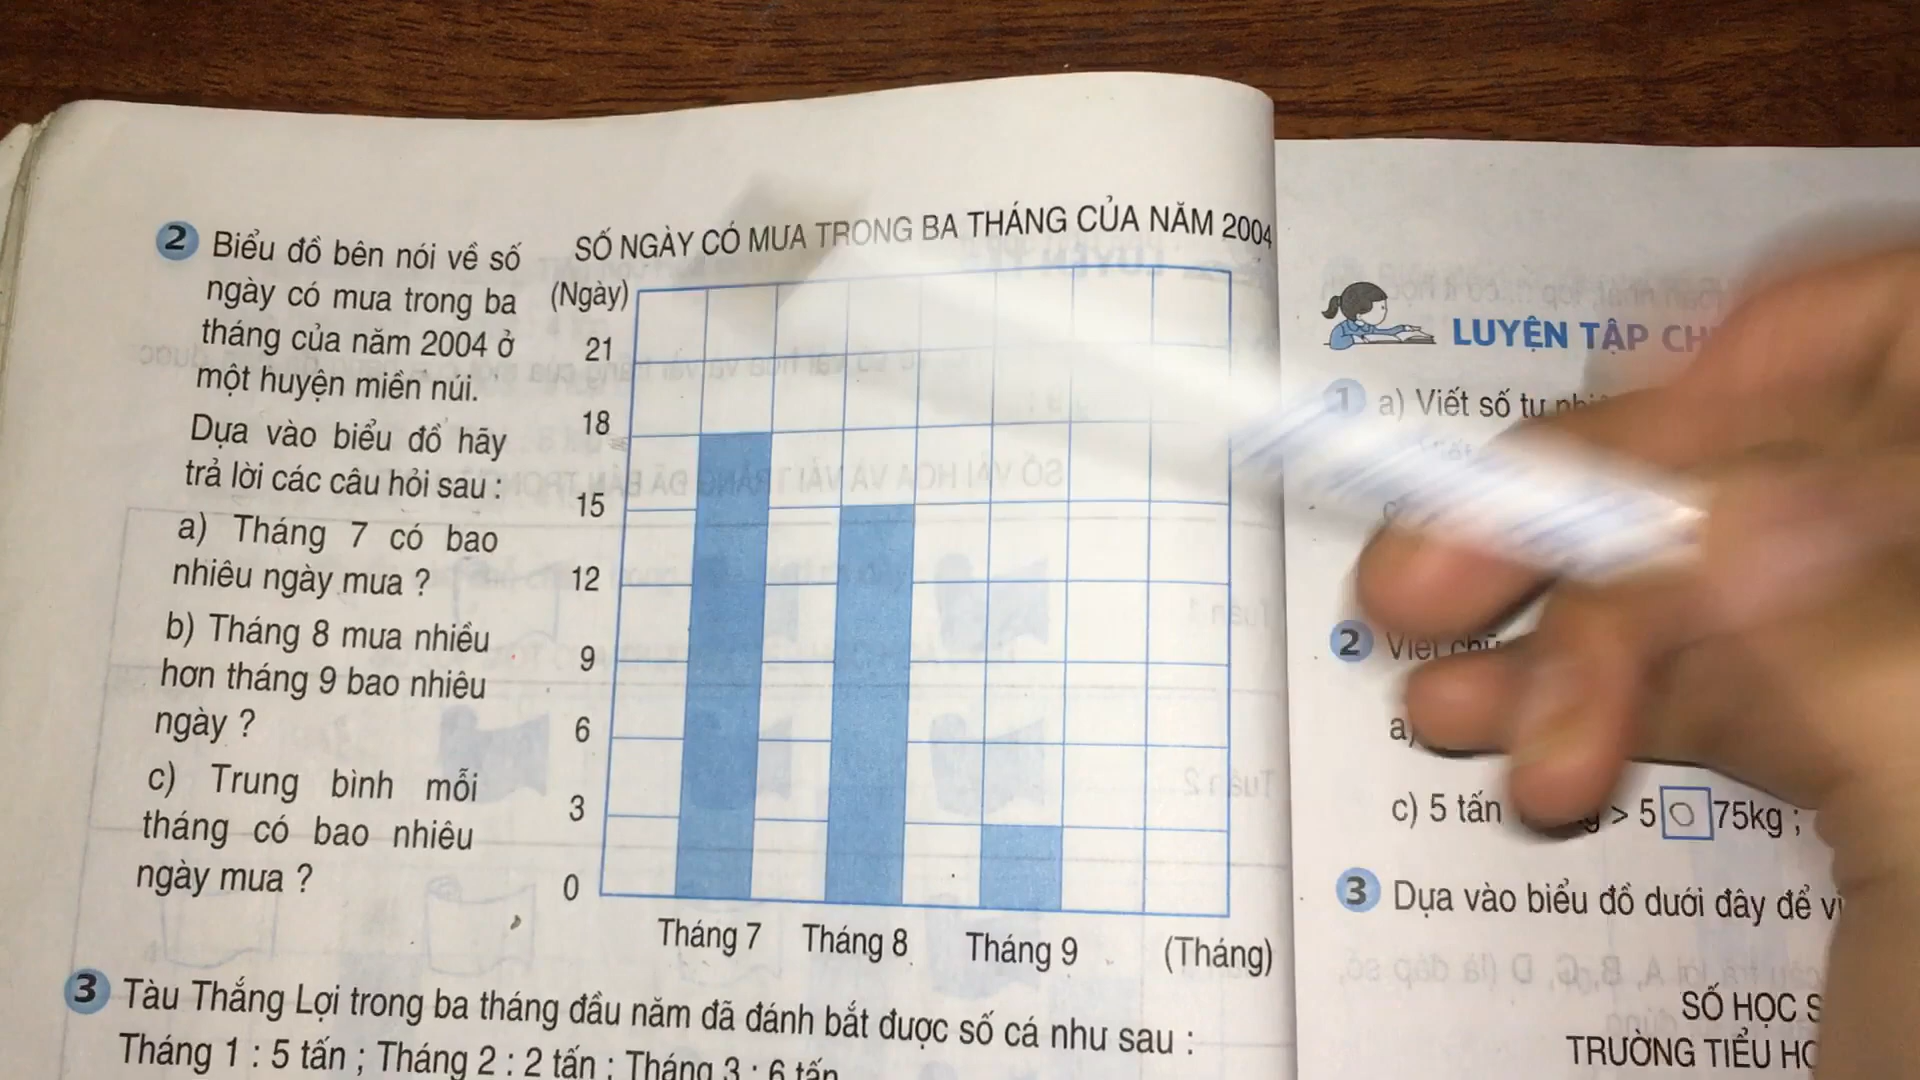 2 Biểu đồ bên nói về số
ngày có mưa trong ba
tháng của năm 2004 ở
một huyện miền núi.
Dựa vào biểu đồ hãy
trả lời các câu hỏi sau :
a) Tháng 7 có bao
nhiêu ngày mưa ?
b) Tháng 8 mưa nhiều
hơn tháng 9 bao nhiêu
ngày ?
c) Trung bình mỗi
tháng có bao nhiêu
ngày mưa ?
SỐ NGÀY CÓ MƯA TRONG BA THÁNG CỦA NĂM 2004
(Ngày)
21
18
15
12
9
6
3
0
Tháng 7 Tháng 8 Tháng 9 (Tháng)
3 Tàu Thắng Lợi trong ba tháng đầu năm đã đánh bắt được số cá như sau :
Tháng 1 : 5 tấn ; Tháng 2 : 2 tấn ; Tháng 3 : 6 tấn
LUYỆN TẬP
1 a) Viết số tự
2 Viết chữ
a)
c) 5 tấn > 5 75kg ;
3 Dựa vào biểu đồ dưới đây để
SỐ HỌC
TRƯỜNG TIỂU